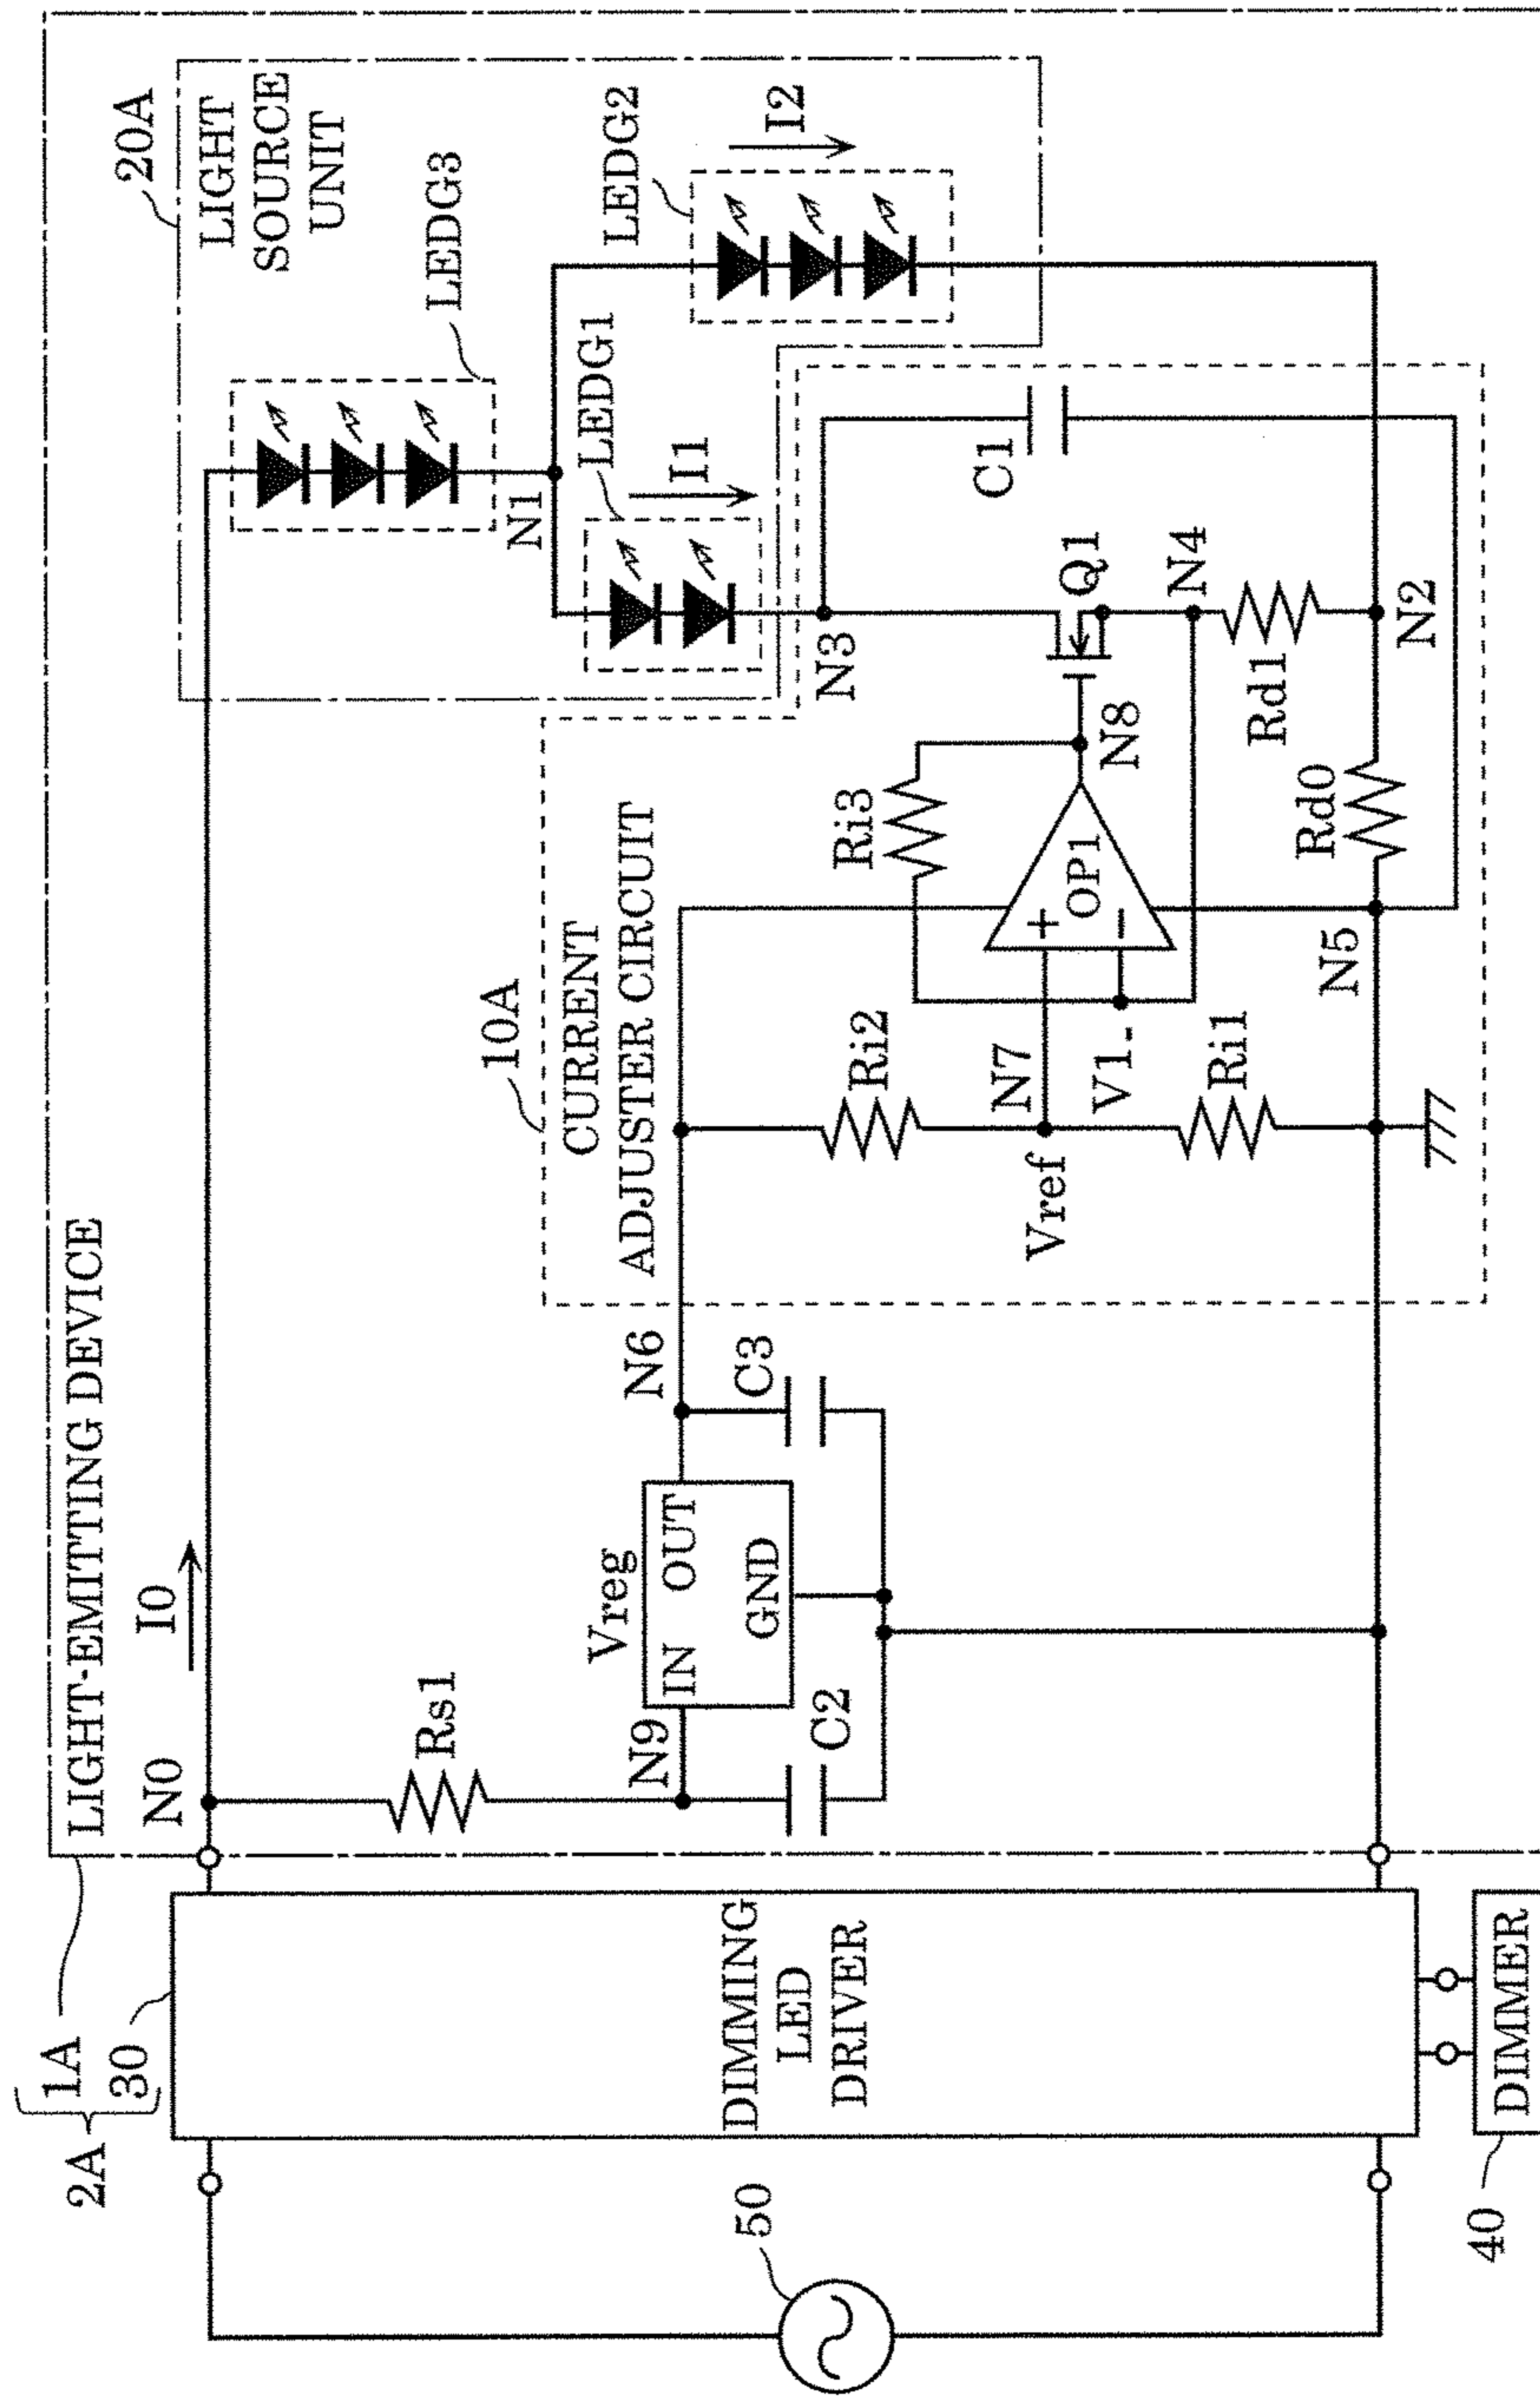 2A
1A
30
LIGHT-EMITTING DEVICE
N0
I0
20A
LIGHT
SOURCE
UNIT
LEDG3
N1
LEDG1
I1
LEDG2
I2
10A
CURRENT
ADJUSTER CIRCUIT
Rs1
N9
Vreg
IN
OUT
GND
C2
N6
C3
Ri2
N7
Vref
V1-
Ri1
Ri3
+
-
OP1
N8
N3
Q1
C1
N4
Rd1
N2
Rd0
N5
DIMMING
LED
DRIVER
50
40
DIMMER